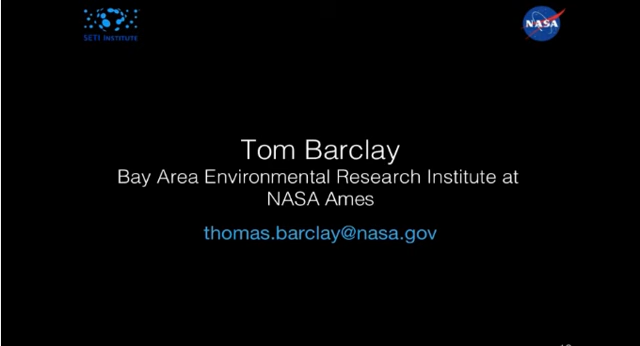 SETI INSTITUTE
NASA
Tom Barclay
Bay Area Environmental Research Institute at
NASA Ames
thomas.barclay@nasa.gov